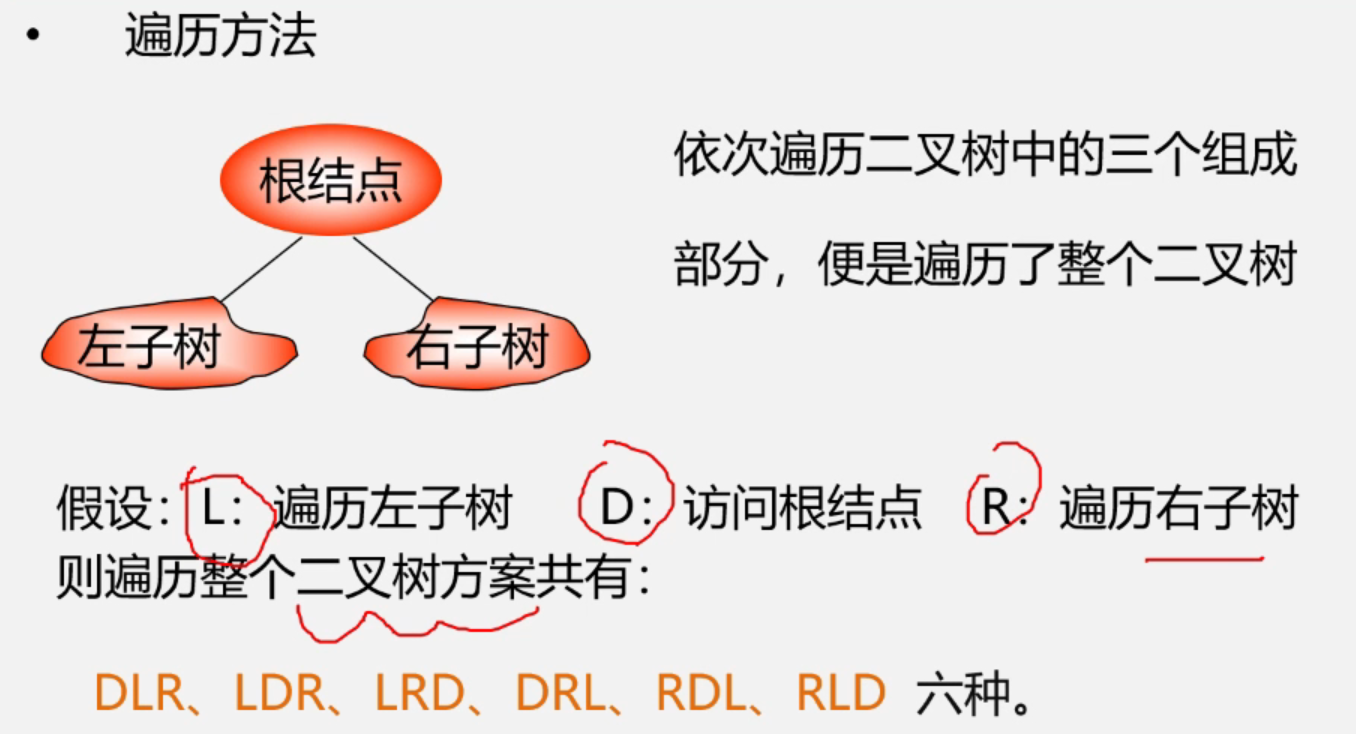 • 遍历方法
根结点
左子树
右子树
依次遍历二叉树中的三个组成
部分，便是遍历了整个二叉树
假设：L：遍历左子树 D：访问根结点 R：遍历右子树
则遍历整个二叉树方案共有：
DLR、LDR、LRD、DRL、RDL、RLD 六种。